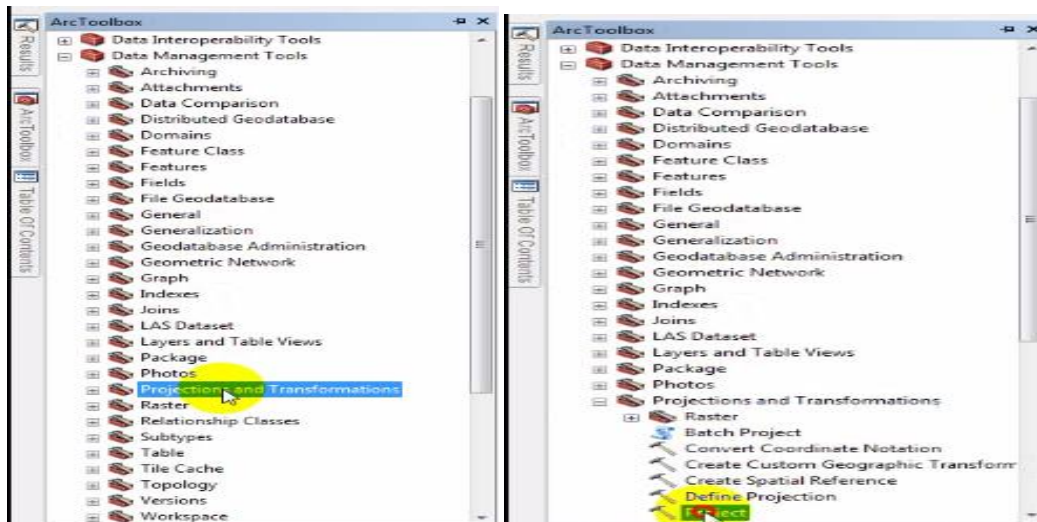 ArcToolbox
Data Interoperability Tools
Data Management Tools
Archiving
Attachments
Data Comparison
Distributed Geodatabase
Domains
Feature Class
Features
Fields
File Geodatabase
General
Generalization
Geodatabase Administration
Geometric Network
Graph
Indexes
Joins
LAS Dataset
Layers and Table Views
Package
Photos
Projections and Transformations
Raster
Relationship Classes
Subtypes
Table
Tile Cache
Topology
Versions
Workspace
Results
ArcToolbox
Table Of Contents
ArcToolbox
Data Interoperability Tools
Data Management Tools
Archiving
Attachments
Data Comparison
Distributed Geodatabase
Domains
Feature Class
Features
Fields
File Geodatabase
General
Generalization
Geodatabase Administration
Geometric Network
Graph
Indexes
Joins
LAS Dataset
Layers and Table Views
Package
Photos
Projections and Transformations
Raster
Batch Project
Convert Coordinate Notation
Create Custom Geographic Transform
Create Spatial Reference
Define Projection
Project
Results
ArcToolbox
Table Of Contents